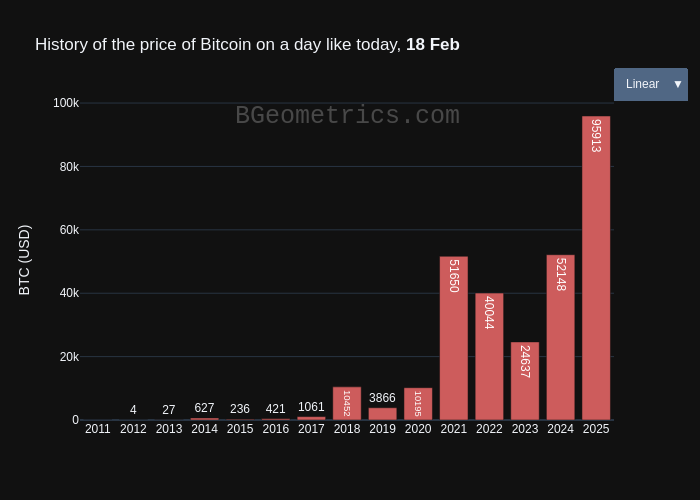 History of the price of Bitcoin on a day like today, 18 Feb
Linear ▼
BGeometrics.com
BTC (USD)
100k
80k
60k
40k
20k
0
4
27
627
236
421
1061
10452
3866
10195
51650
40044
24637
52148
95913
2011 2012 2013 2014 2015 2016 2017 2018 2019 2020 2021 2022 2023 2024 2025